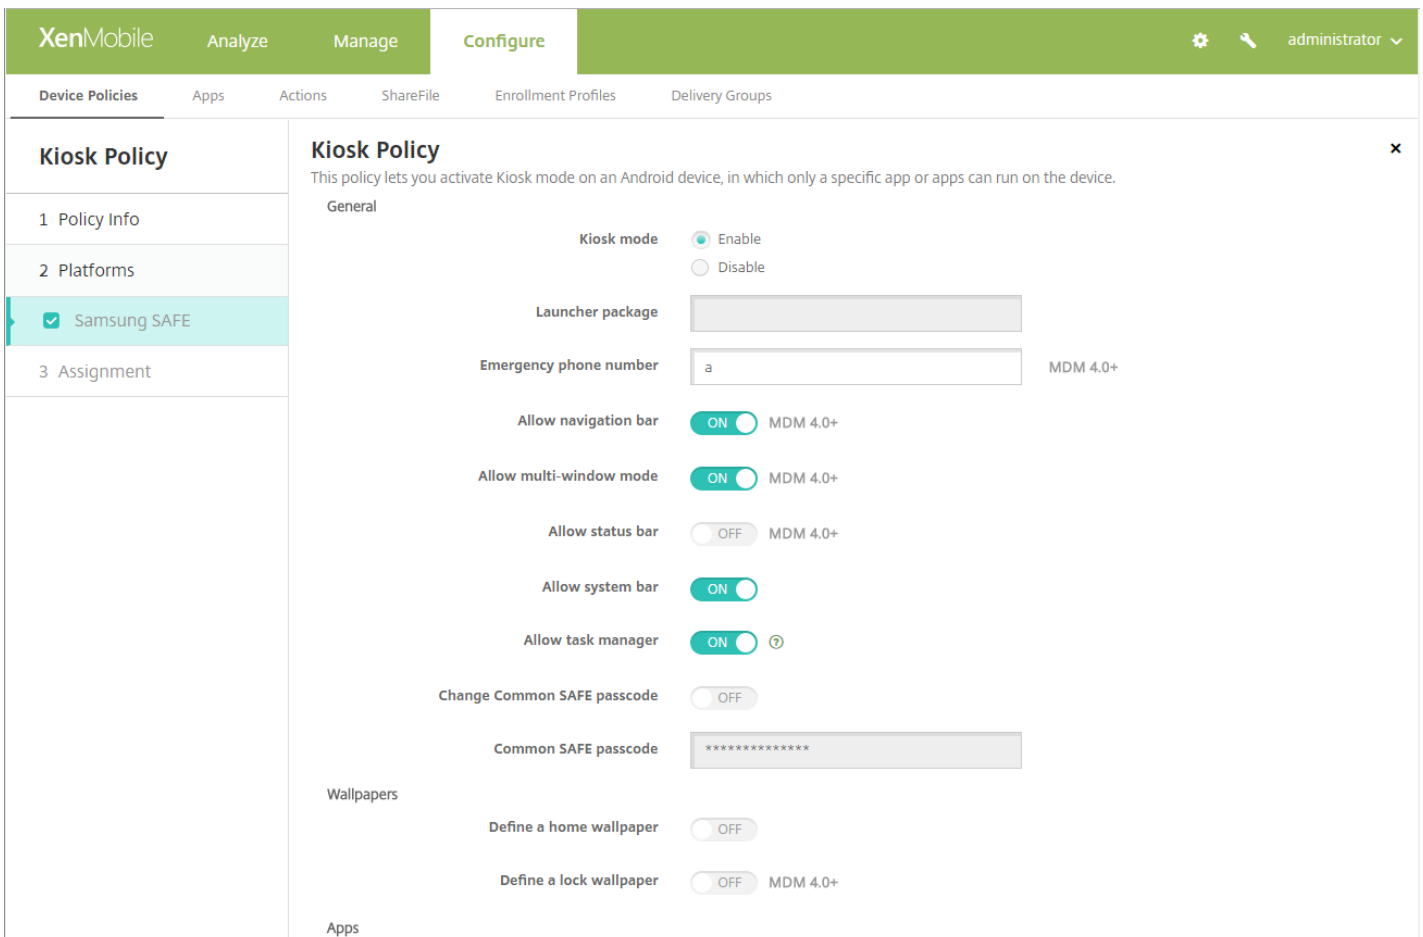 XenMobile Analyze Manage Configure administrator
Device Policies Apps Actions ShareFile Enrollment Profiles Delivery Groups
Kiosk Policy
1 Policy Info
2 Platforms
Samsung SAFE
3 Assignment
Kiosk Policy
This policy lets you activate Kiosk mode on an Android device, in which only a specific app or apps can run on the device.
General
Kiosk mode Enable
Disable
Launcher package
Emergency phone number a MDM 4.0+
Allow navigation bar ON MDM 4.0+
Allow multi-window mode ON MDM 4.0+
Allow status bar OFF MDM 4.0+
Allow system bar ON
Allow task manager ON ?
Change Common SAFE passcode OFF
Common SAFE passcode **************
Wallpapers
Define a home wallpaper OFF
Define a lock wallpaper OFF MDM 4.0+
Apps